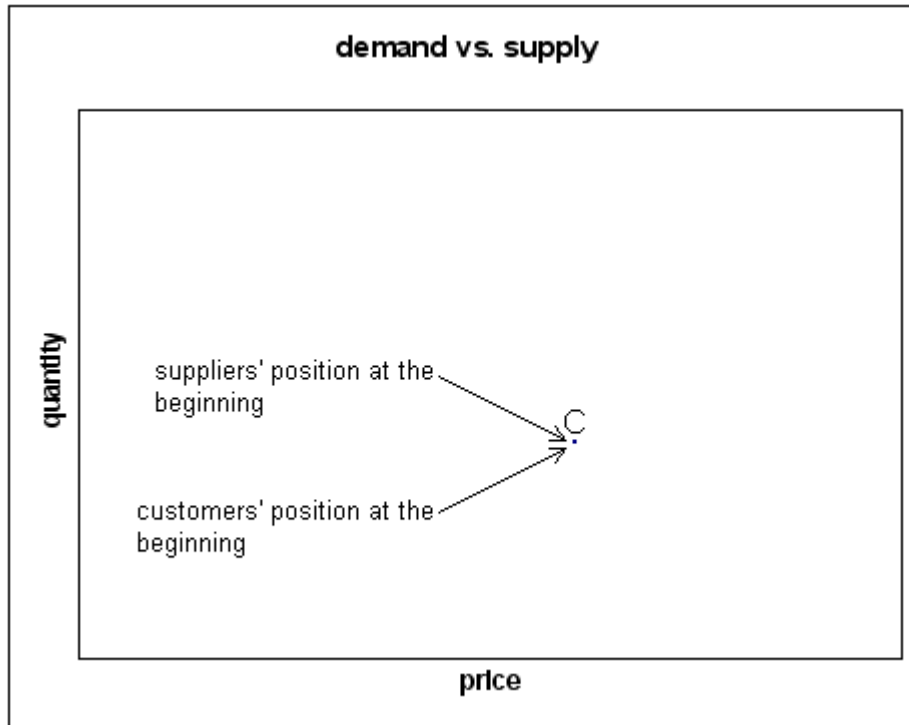 demand vs. supply
quantity
suppliers' position at the
beginning
C
customers' position at the
beginning
price